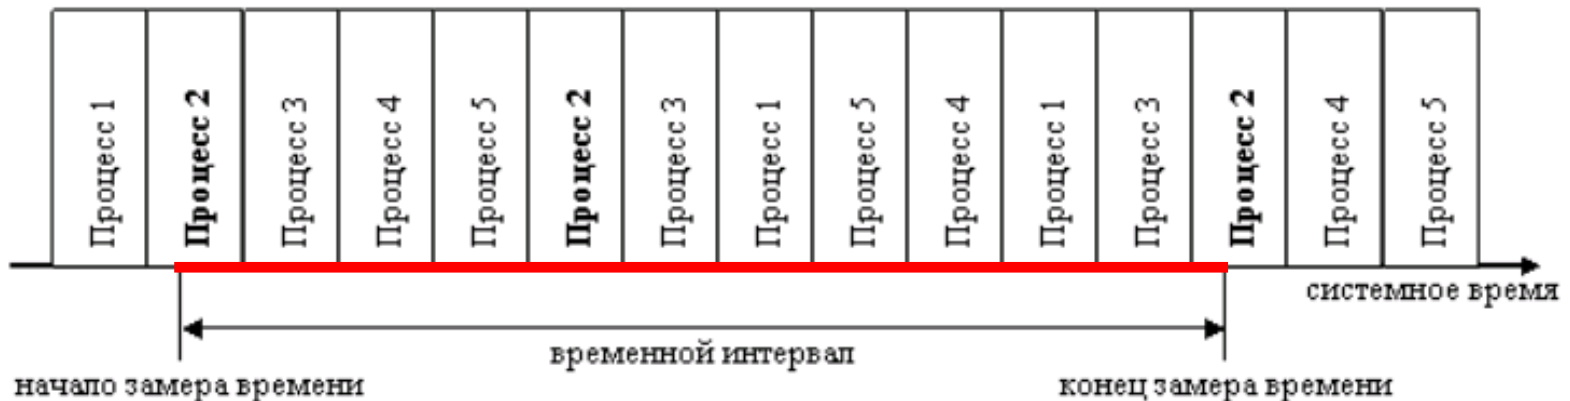 Процесс 1
Процесс 2
Процесс 3
Процесс 4
Процесс 5
Процесс 2
Процесс 3
Процесс 1
Процесс 5
Процесс 4
Процесс 1
Процесс 3
Процесс 2
Процесс 4
Процесс 5
системное время
временной интервал
начало замера времени
конец замера времени